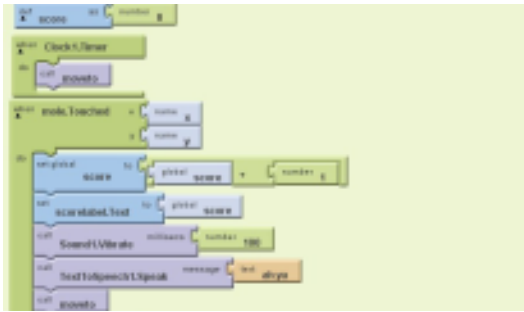 def score as number 0
when Clock1.Timer
do call moveto
when mole.Touched x name x
y name y
do set global score to global score + number 1
set scorelabel.Text to global score
call Sound1.Vibrate millisecs number 100
call TextToSpeech1.Speak message text
call moveto